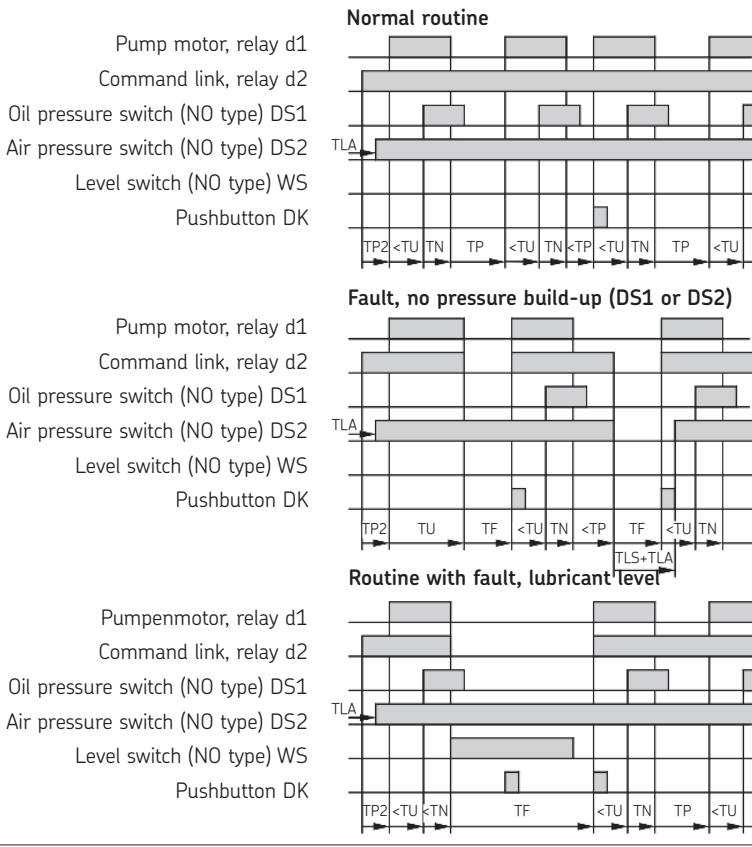 Normal routine
Pump motor, relay d1
Command link, relay d2
Oil pressure switch (NO type) DS1
Air pressure switch (NO type) DS2 TLA
Level switch (NO type) WS
Pushbutton DK
TP2 <TU TN TP <TU TN <TP <TU TN TP <TU
Fault, no pressure build-up (DS1 or DS2)
Pump motor, relay d1
Command link, relay d2
Oil pressure switch (NO type) DS1
Air pressure switch (NO type) DS2 TLA
Level switch (NO type) WS
Pushbutton DK
TP2 TU TF <TU TN <TP TF <TU TN
TLS+TLA
Routine with fault, lubricant level
Pumpenmotor, relay d1
Command link, relay d2
Oil pressure switch (NO type) DS1
Air pressure switch (NO type) DS2 TLA
Level switch (NO type) WS
Pushbutton DK
TP2 <TU <TN TF <TU TN TP <TU